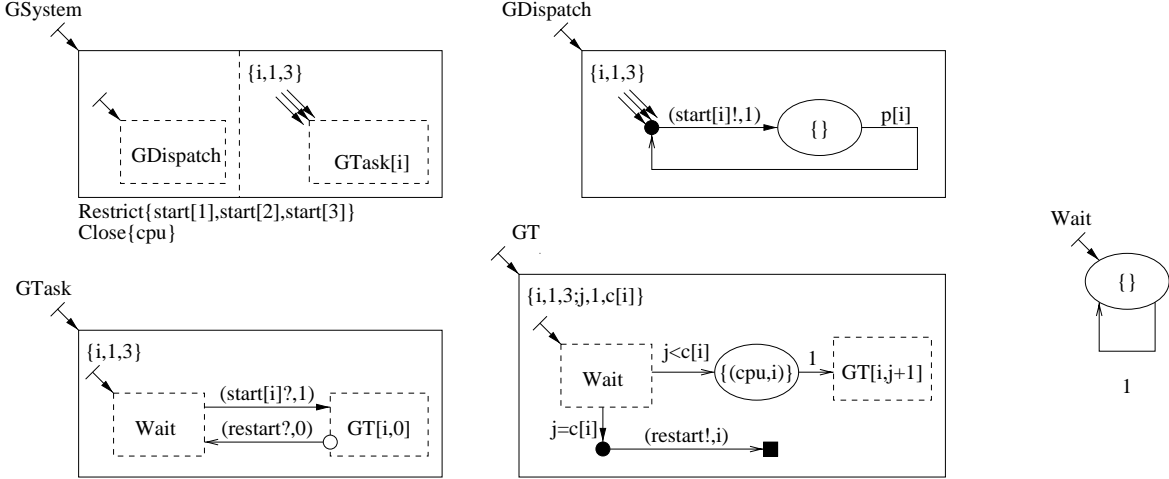 GSystem
{i,1,3}
GDispatch
GTask[i]
Restrict{start[1],start[2],start[3]}
Close{cpu}
GDispatch
{i,1,3}
(start[i]!,1)
{}
p[i]
GTask
{i,1,3}
Wait
(start[i]?,1)
(restart?,0)
GT[i,0]
GT
{i,1,3;j,1,c[i]}
Wait
j<c[i]
{(cpu,i)}
1
GT[i,j+1]
j=c[i]
(restart!,i)
Wait
{}
1